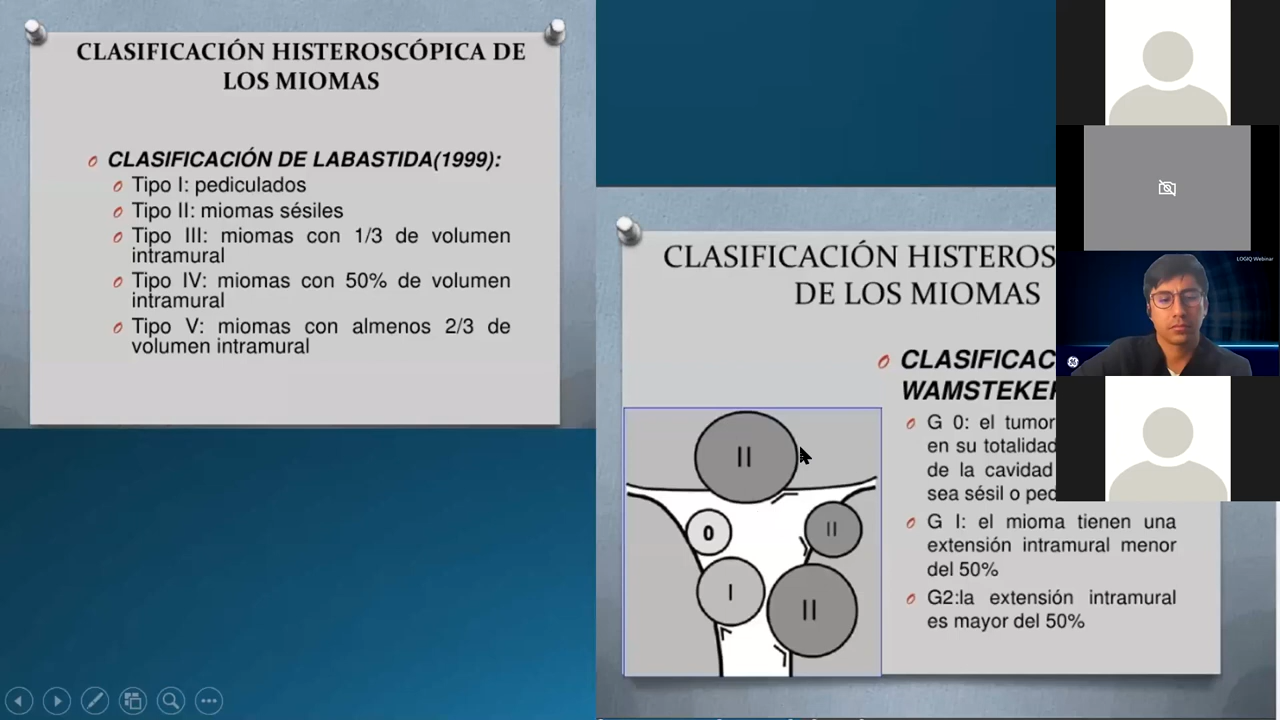 CLASIFICACIÓN HISTEROSCÓPICA DE
LOS MIOMAS
CLASIFICACIÓN DE LABASTIDA(1999):
Tipo I: pediculados
Tipo II: miomas sésiles
Tipo III: miomas con 1/3 de volumen
intramural
Tipo IV: miomas con 50% de volumen
intramural
Tipo V: miomas con almenos 2/3 de
volumen intramural
CLASIFICACIÓN HISTEROS
DE LOS MIOMAS
CLASIFICAC
WAMSTEKER
G 0: el tumor
en su totalidad
de la cavidad
sea sésil o ped
G I: el mioma tienen una
extensión intramural menor
del 50%
G2:la extensión intramural
es mayor del 50%
II
0
II
I
II
LOGIQ Webinar